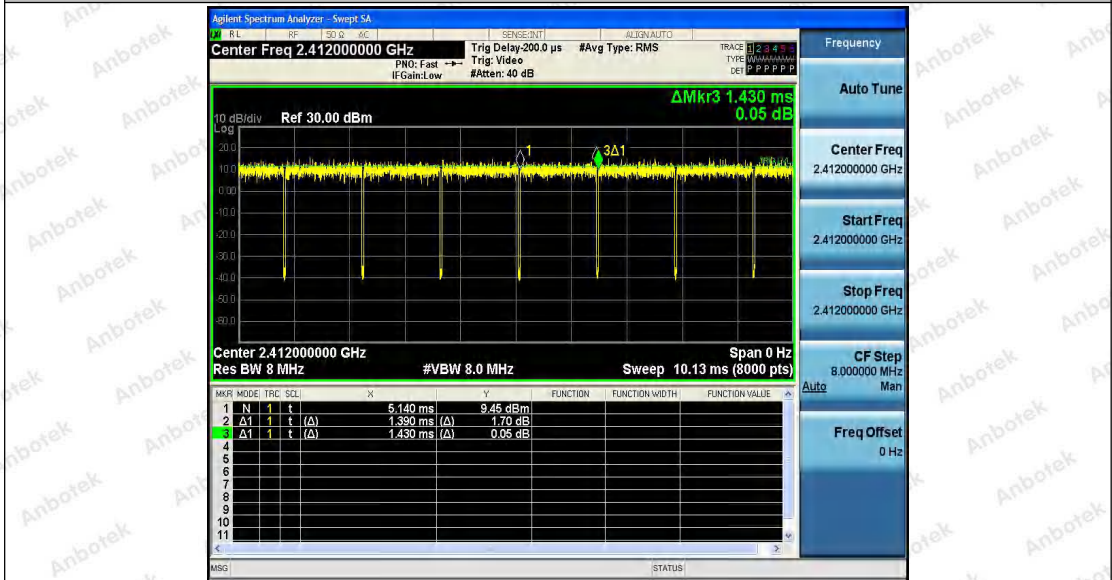 Agilent Spectrum Analyzer - Swept SA
LXI RL RF 50 Ω AC SENSE:INT ALIGNAUTO
Center Freq 2.412000000 GHz
PNO: Fast
IFGain:Low
Trig Delay-200.0 µs
Trig: Video
#Atten: 40 dB
#Avg Type: RMS
TRACE 1 2 3 4 5 6
TYPE
DET P P P P P P
ΔMkr3 1.430 ms
0.05 dB
10 dB/div Ref 30.00 dBm
Log
20.0
10.0
0.00
-10.0
-20.0
-30.0
-40.0
-50.0
-60.0
1
3Δ1
Center 2.412000000 GHz Span 0 Hz
Res BW 8 MHz #VBW 8.0 MHz Sweep 10.13 ms (8000 pts)
MKR MODE TRC SCL X Y FUNCTION FUNCTION WIDTH FUNCTION VALUE
1 N 1 t 5.140 ms 9.45 dBm
2 Δ1 1 t (Δ) 1.390 ms (Δ) 1.70 dB
3 Δ1 1 t (Δ) 1.430 ms (Δ) 0.05 dB
4
5
6
7
8
9
10
11
MSG STATUS
Frequency
Auto Tune
Center Freq
2.412000000 GHz
Start Freq
2.412000000 GHz
Stop Freq
2.412000000 GHz
CF Step
8.000000 MHz
Auto Man
Freq Offset
0 Hz
Anbotek